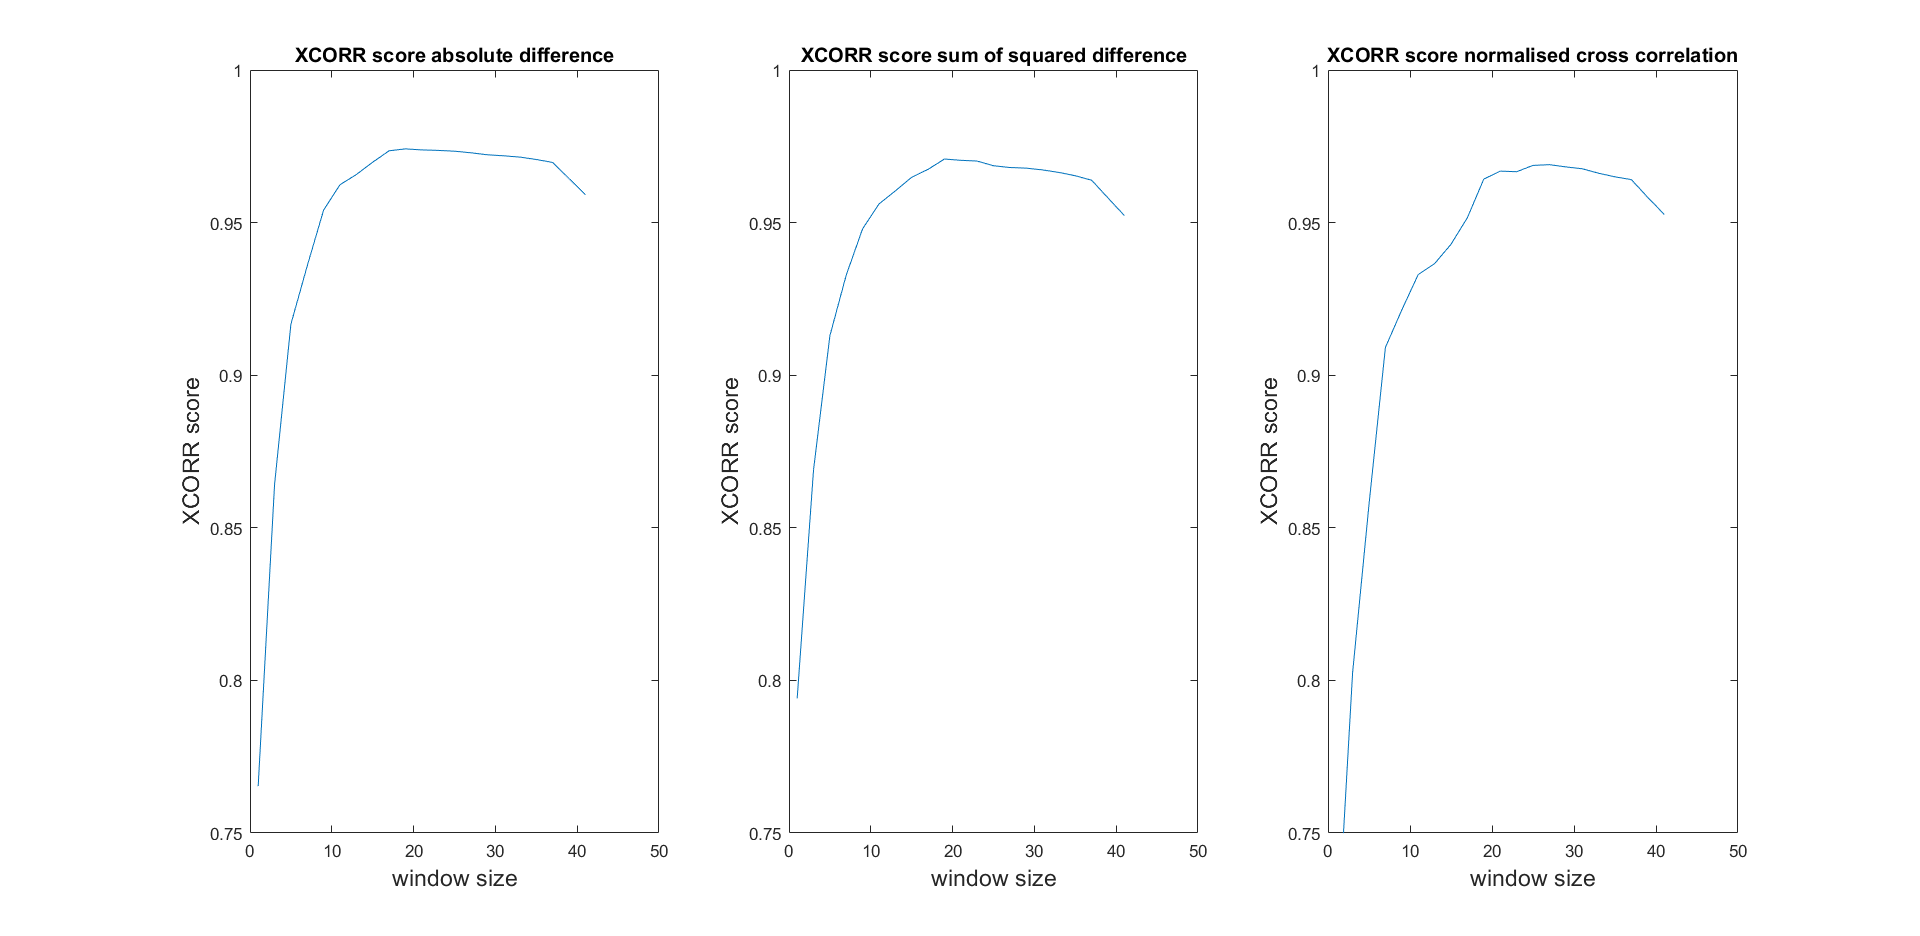 XCORR score absolute difference
1
0.95
0.9
0.85
0.8
0.75
0 10 20 30 40 50
XCORR score
window size
XCORR score sum of squared difference
1
0.95
0.9
0.85
0.8
0.75
0 10 20 30 40 50
XCORR score
window size
XCORR score normalised cross correlation
1
0.95
0.9
0.85
0.8
0.75
0 10 20 30 40 50
XCORR score
window size